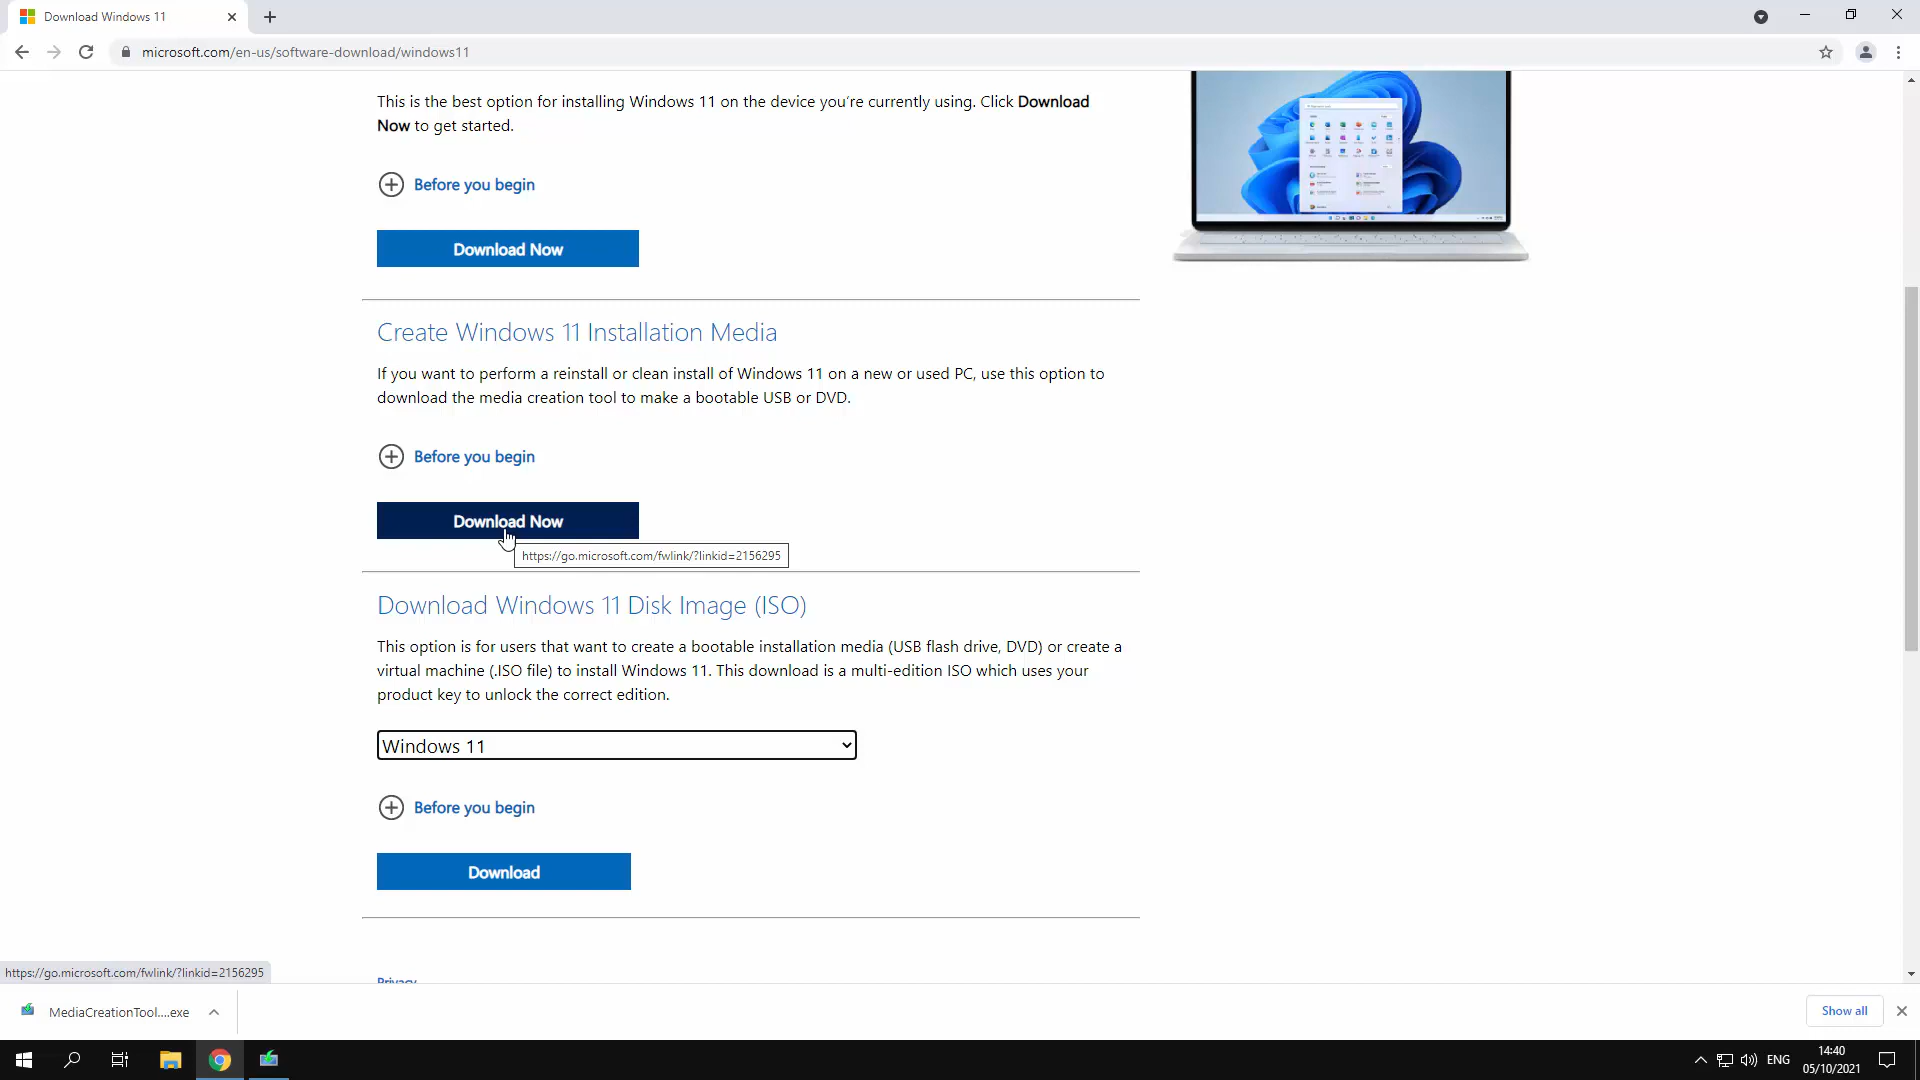 Download Windows 11
microsoft.com/en-us/software-download/windows11
This is the best option for installing Windows 11 on the device you're currently using. Click Download
Now to get started.
Before you begin
Download Now
Create Windows 11 Installation Media
If you want to perform a reinstall or clean install of Windows 11 on a new or used PC, use this option to
download the media creation tool to make a bootable USB or DVD.
Before you begin
Download Now
https://go.microsoft.com/fwlink/?linkid=2156295
Download Windows 11 Disk Image (ISO)
This option is for users that want to create a bootable installation media (USB flash drive, DVD) or create a
virtual machine (.ISO file) to install Windows 11. This download is a multi-edition ISO which uses your
product key to unlock the correct edition.
Windows 11
Before you begin
Download
Privacy
https://go.microsoft.com/fwlink/?linkid=2156295
MediaCreationTool....exe
Show all
ENG
14:40
05/10/2021